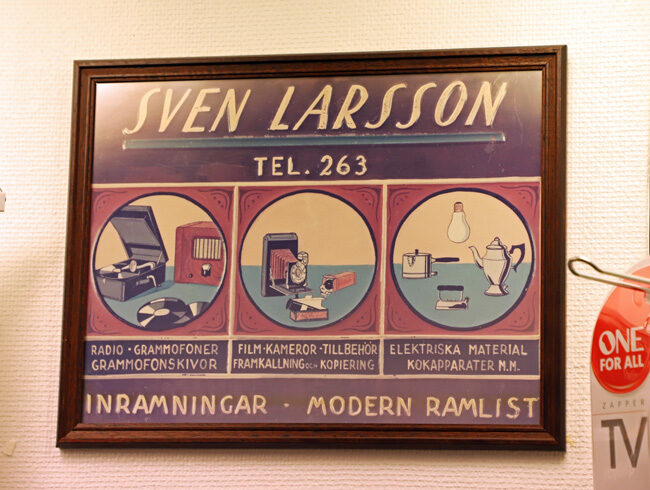 SVEN LARSSON
TEL. 263
RADIO · GRAMMOFONER
GRAMMOFONSKIVOR
FILM · KAMEROR · TILLBEHÖR
FRAMKALLNING OCH KOPIERING
ELEKTRISKA MATERIAL
KOKAPPARATER M.M.
INRAMNINGAR · MODERN RAMLIST
ONE
FOR ALL
ZAPPER
TV